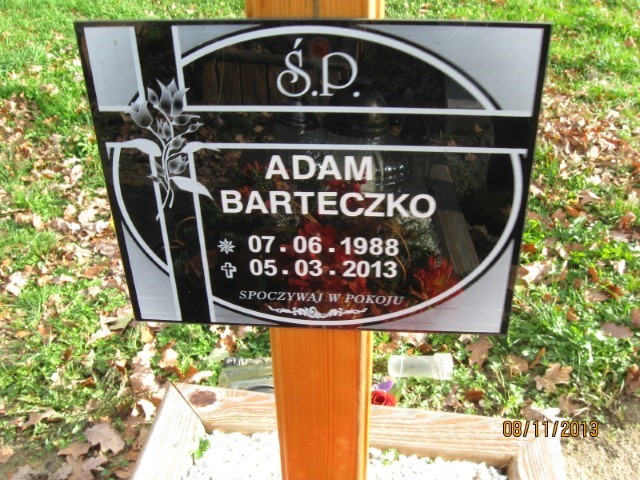 Ś.P.
ADAM
BARTECZKO
07.06.1988
05.03.2013
SPOCZYWAJ W POKOJU
08/11/2013